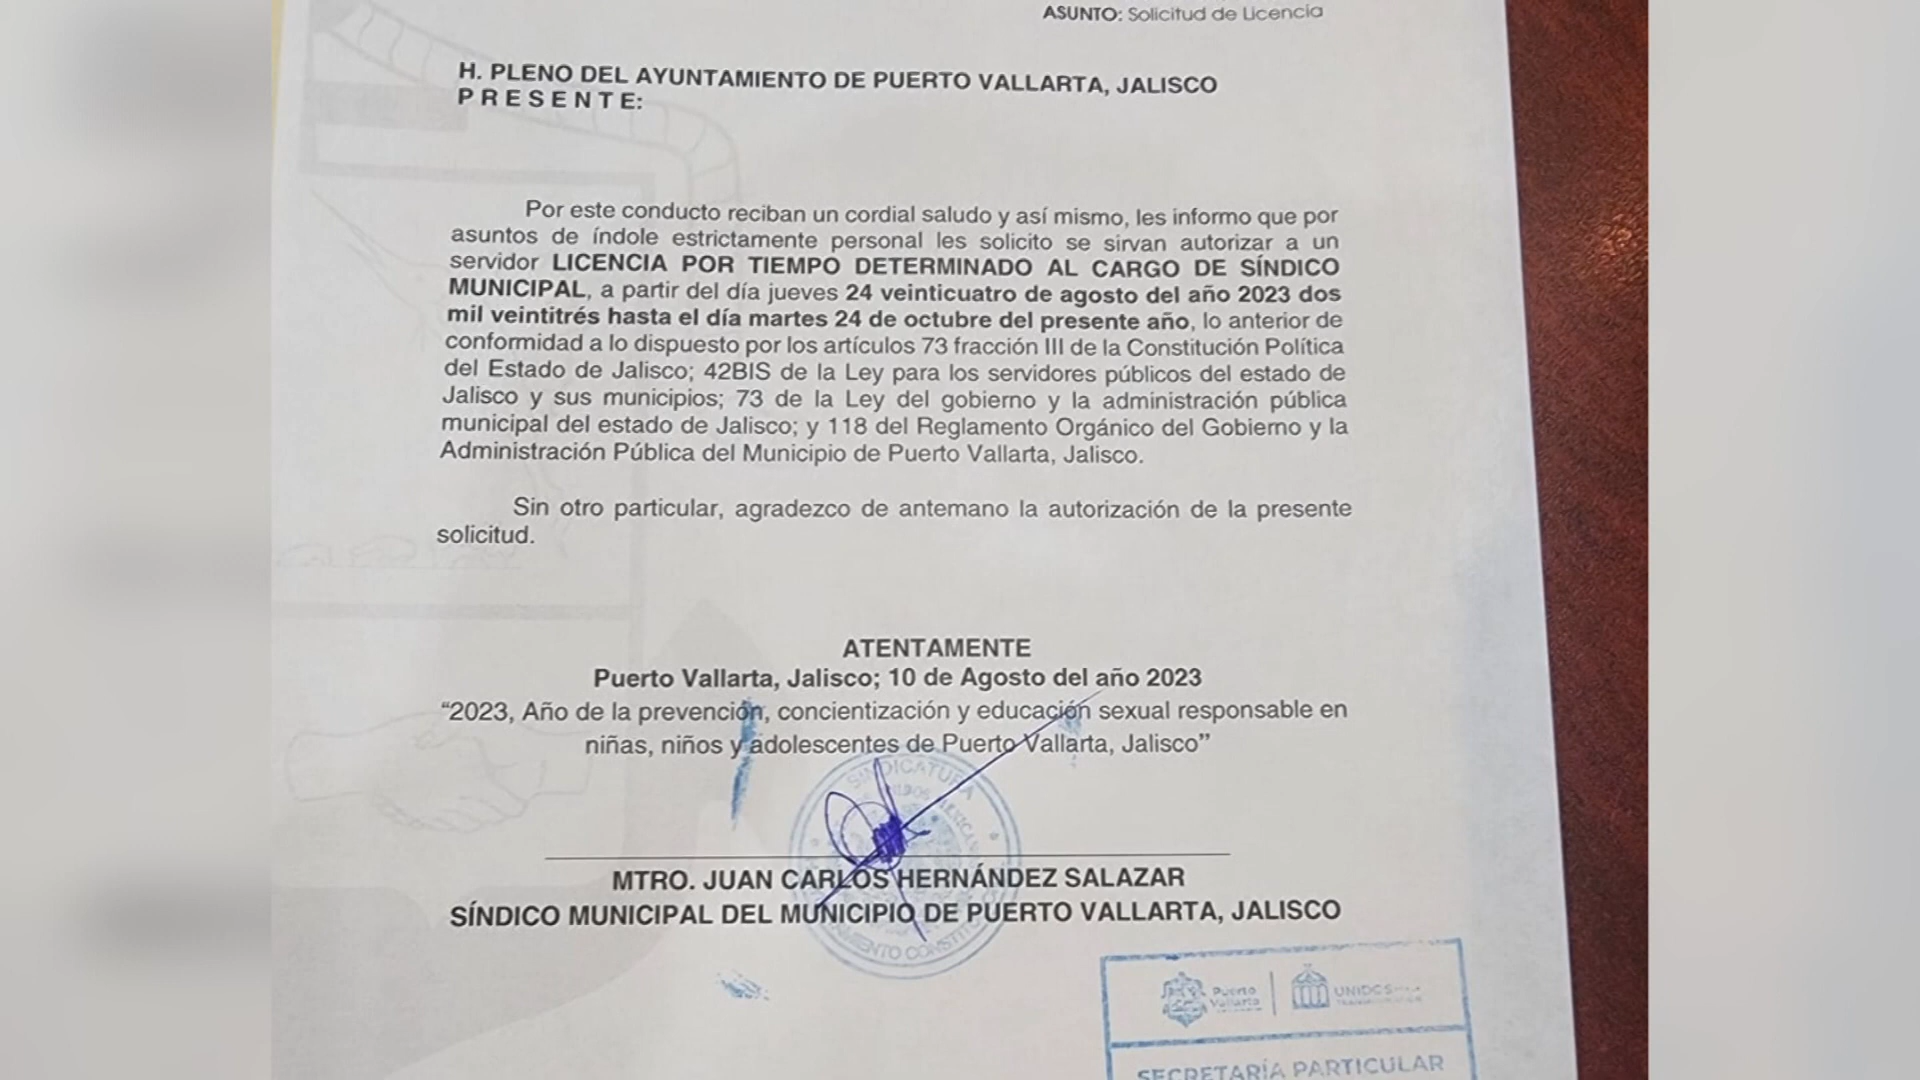 ASUNTO: Solicitud de Licencia
H. PLENO DEL AYUNTAMIENTO DE PUERTO VALLARTA, JALISCO
P R E S E N T E:
Por este conducto reciban un cordial saludo y así mismo, les informo que por
asuntos de índole estrictamente personal les solicito se sirvan autorizar a un
servidor LICENCIA POR TIEMPO DETERMINADO AL CARGO DE SÍNDICO
MUNICIPAL, a partir del día jueves 24 veinticuatro de agosto del año 2023 dos
mil veintitrés hasta el día martes 24 de octubre del presente año, lo anterior de
conformidad a lo dispuesto por los artículos 73 fracción III de la Constitución Política
del Estado de Jalisco; 42BIS de la Ley para los servidores públicos del estado de
Jalisco y sus municipios; 73 de la Ley del gobierno y la administración pública
municipal del estado de Jalisco; y 118 del Reglamento Orgánico del Gobierno y la
Administración Pública del Municipio de Puerto Vallarta, Jalisco.
Sin otro particular, agradezco de antemano la autorización de la presente
solicitud.
ATENTAMENTE
Puerto Vallarta, Jalisco; 10 de Agosto del año 2023
“2023, Año de la prevención, concientización y educación sexual responsable en
niñas, niños y adolescentes de Puerto Vallarta, Jalisco”
SINDICATURA
MTRO. JUAN CARLOS HERNÁNDEZ SALAZAR
SÍNDICO MUNICIPAL DEL MUNICIPIO DE PUERTO VALLARTA, JALISCO
Puerto
Vallarta
UNIDOS
SECRETARÍA PARTICULAR